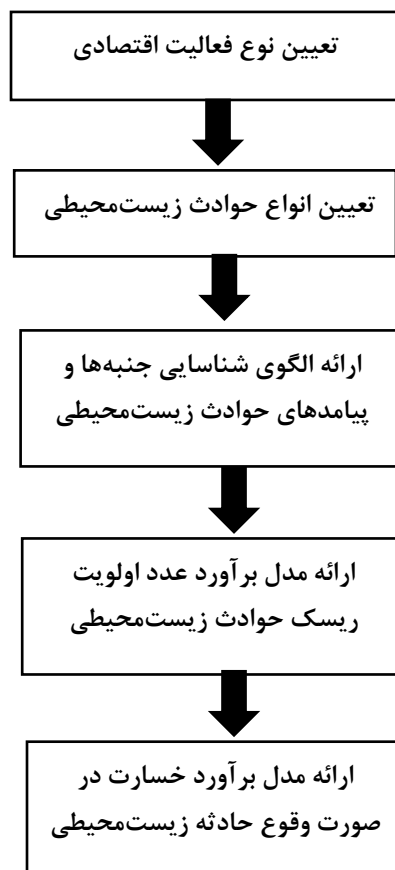 تعیین نوع فعالیت اقتصادی
تعیین انواع حوادث زیست‌محیطی
ارائه الگوی شناسایی جنبه‌ها و
پیامدهای حوادث زیست‌محیطی
ارائه مدل برآورد عدد اولویت
ریسک حوادث زیست‌محیطی
ارائه مدل برآورد خسارت در
صورت وقوع حادثه زیست‌محیطی